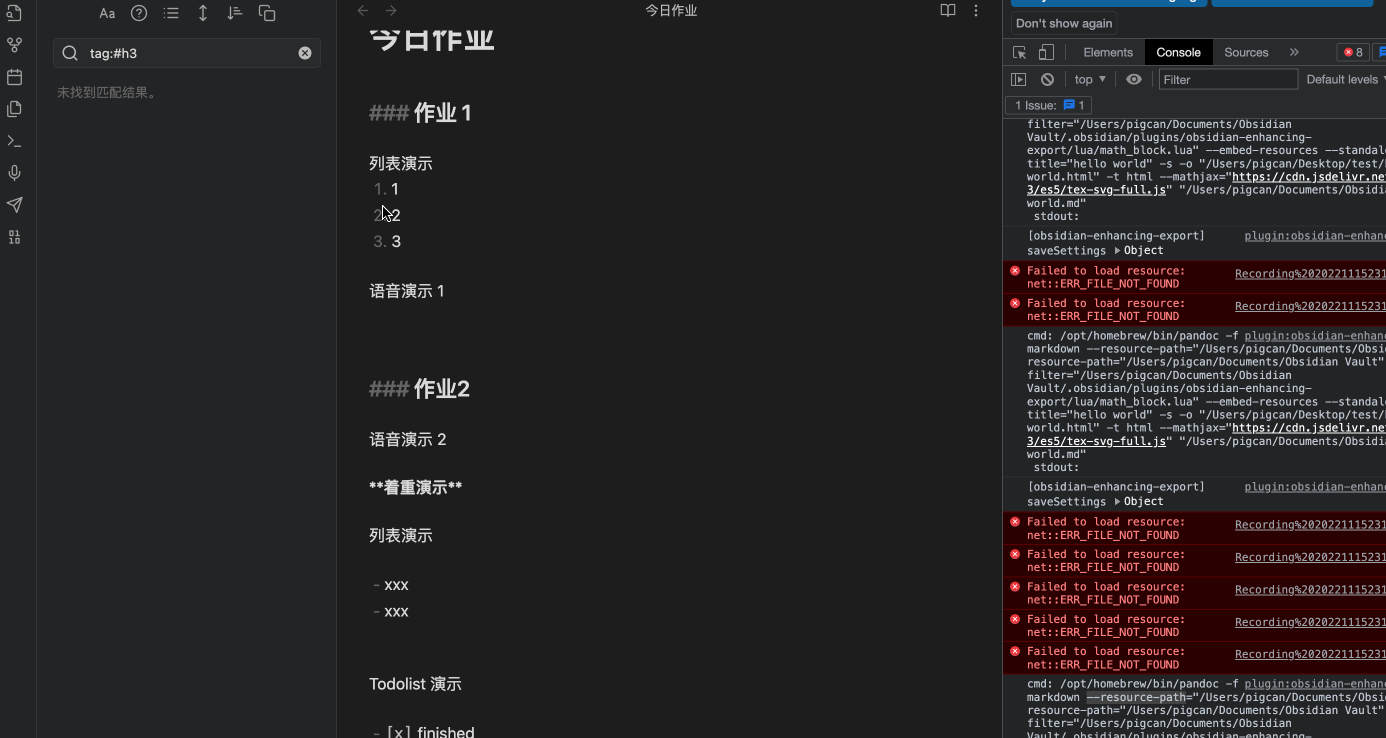 Aa
tag:#h3
未找到匹配结果。
今日作业
今日作业
### 作业 1
列表演示
1. 1
2. 2
3. 3
语音演示 1
### 作业2
语音演示 2
**着重演示**
列表演示
- xxx
- xxx
Todolist 演示
- [x] finished
Don't show again
Elements
Console
Sources
8
top
Filter
Default levels
1 Issue: 1
filter="/Users/pigcan/Documents/Obsidian
Vault/.obsidian/plugins/obsidian-enhancing-
export/lua/math_block.lua" --embed-resources --standal
title="hello world" -s -o "/Users/pigcan/Desktop/test/
world.html" -t html --mathjax="https://cdn.jsdelivr.ne
3/es5/tex-svg-full.js" "/Users/pigcan/Documents/Obsidi
world.md"
stdout:
[obsidian-enhancing-export] plugin:obsidian-enhanc
saveSettings Object
Failed to load resource: Recording%2020221115231
net::ERR_FILE_NOT_FOUND
Failed to load resource: Recording%2020221115231
net::ERR_FILE_NOT_FOUND
cmd: /opt/homebrew/bin/pandoc -f plugin:obsidian-enhanc
markdown --resource-path="/Users/pigcan/Documents/Obsi
resource-path="/Users/pigcan/Documents/Obsidian Vault"
filter="/Users/pigcan/Documents/Obsidian
Vault/.obsidian/plugins/obsidian-enhancing-
export/lua/math_block.lua" --embed-resources --standal
title="hello world" -s -o "/Users/pigcan/Desktop/test/
world.html" -t html --mathjax="https://cdn.jsdelivr.ne
3/es5/tex-svg-full.js" "/Users/pigcan/Documents/Obsidi
world.md"
stdout:
[obsidian-enhancing-export] plugin:obsidian-enhanc
saveSettings Object
Failed to load resource: Recording%2020221115231
net::ERR_FILE_NOT_FOUND
Failed to load resource: Recording%2020221115231
net::ERR_FILE_NOT_FOUND
Failed to load resource: Recording%2020221115231
net::ERR_FILE_NOT_FOUND
Failed to load resource: Recording%2020221115231
net::ERR_FILE_NOT_FOUND
Failed to load resource: Recording%2020221115231
net::ERR_FILE_NOT_FOUND
cmd: /opt/homebrew/bin/pandoc -f plugin:obsidian-enhanc
markdown --resource-path="/Users/pigcan/Documents/Obsi
resource-path="/Users/pigcan/Documents/Obsidian Vault"
filter="/Users/pigcan/Documents/Obsidian
Vault/.obsidian/plugins/obsidian-enhancing-